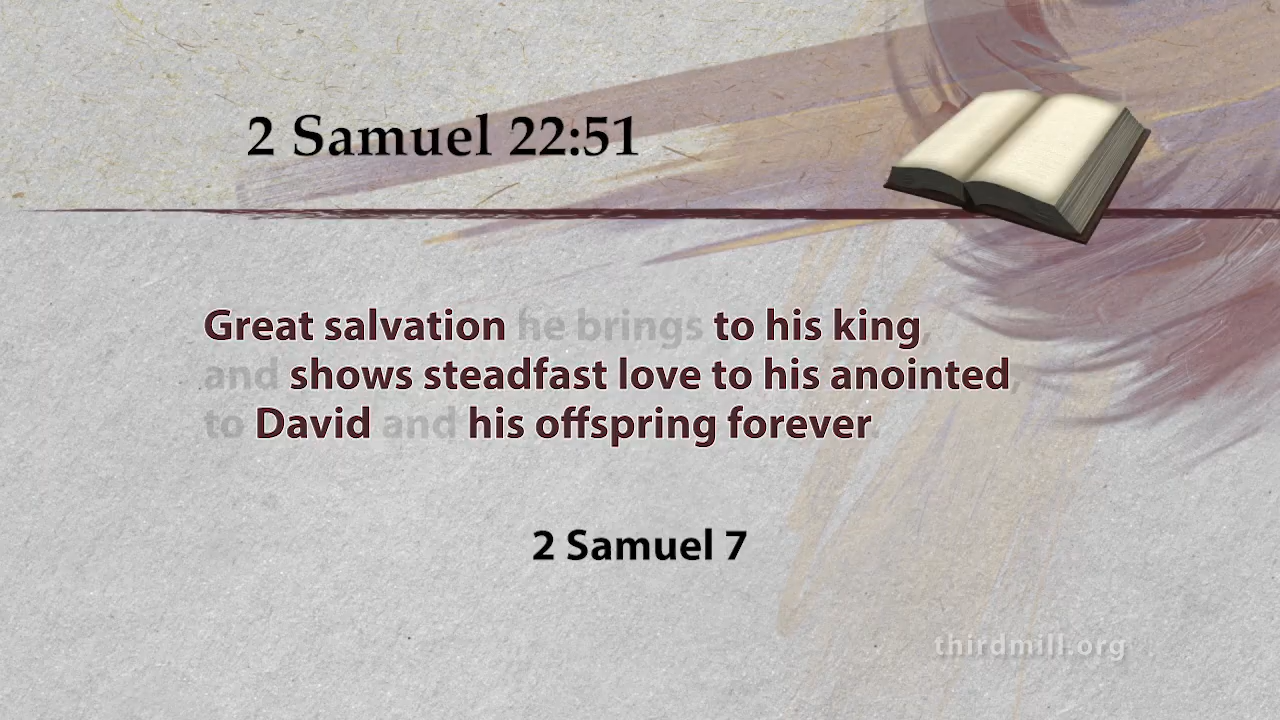 2 Samuel 22:51
Great salvation he brings to his king,
and shows steadfast love to his anointed,
to David and his offspring forever.
2 Samuel 7
thirdmill.org